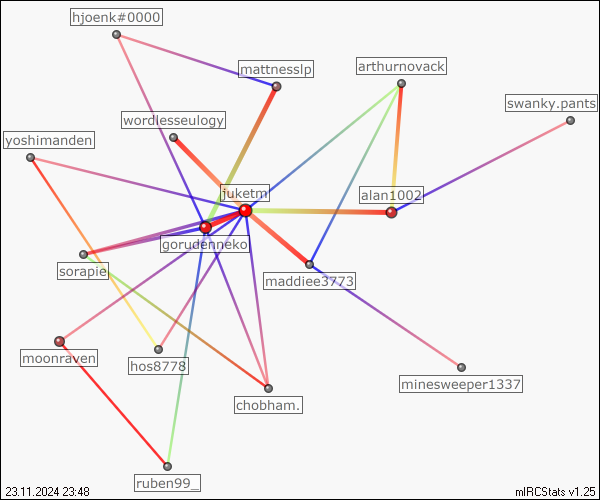 hjoenk#0000
mattnesslp
arthurnovack
swanky.pants
wordlesseulogy
yoshimanden
juketm
alan1002
gorudenneko
sorapie
maddiee3773
moonraven
hos8778
minesweeper1337
chobham.
ruben99_
23.11.2024 23:48
mIRCStats v1.25